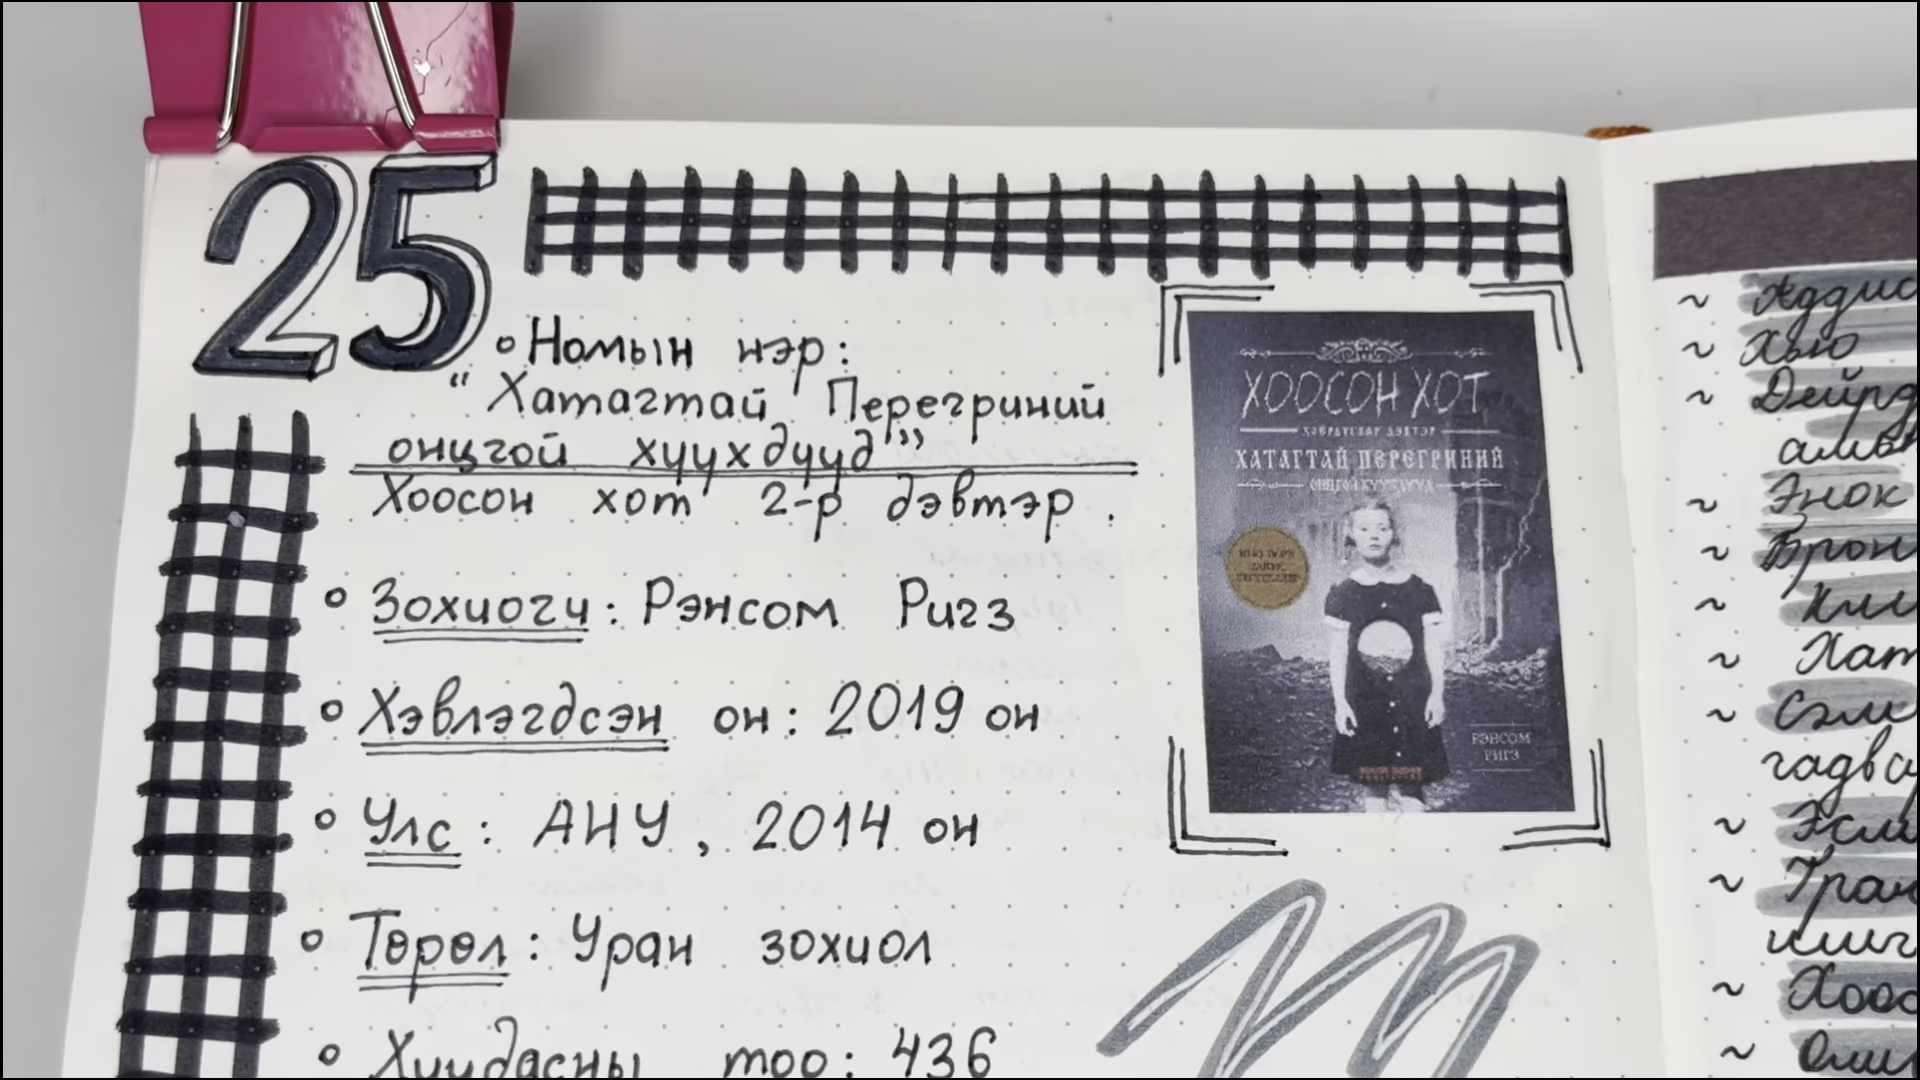 25
Номын нэр:
“Хатагтай Перегриний
онцгой хүүхдүүд”
Хоосон хот 2-р дэвтэр.
Зохиогч: Рэнсом Ригз
Хэвлэгдсэн он: 2019 он
Улс: АНУ, 2014 он
Төрөл: Уран зохиол
Хуудасны тоо: 436
ХООСОН ХОТ
ХОЁРДУГААР ДЭВТЭР
ХАТАГТАЙ ПЕРЕГРИНИЙ
ОНЦГОЙ ХҮҮХДҮҮД
РЭНСОМ
РИГЗ
~ Хью
~ Энок